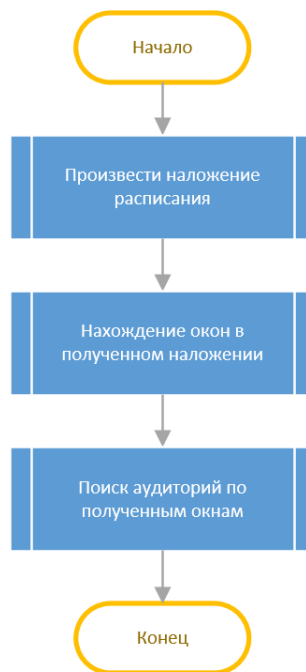 Начало
Произвести наложение
расписания
Нахождение окон в
полученном наложении
Поиск аудиторий по
полученным окнам
Конец